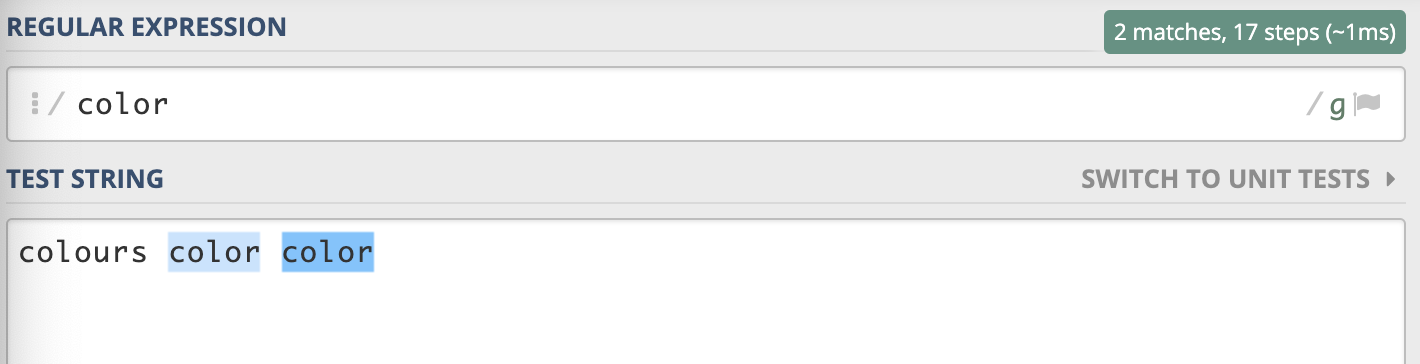 REGULAR EXPRESSION 2 matches, 17 steps (~1ms)
/ color / g
TEST STRING SWITCH TO UNIT TESTS
colours color color